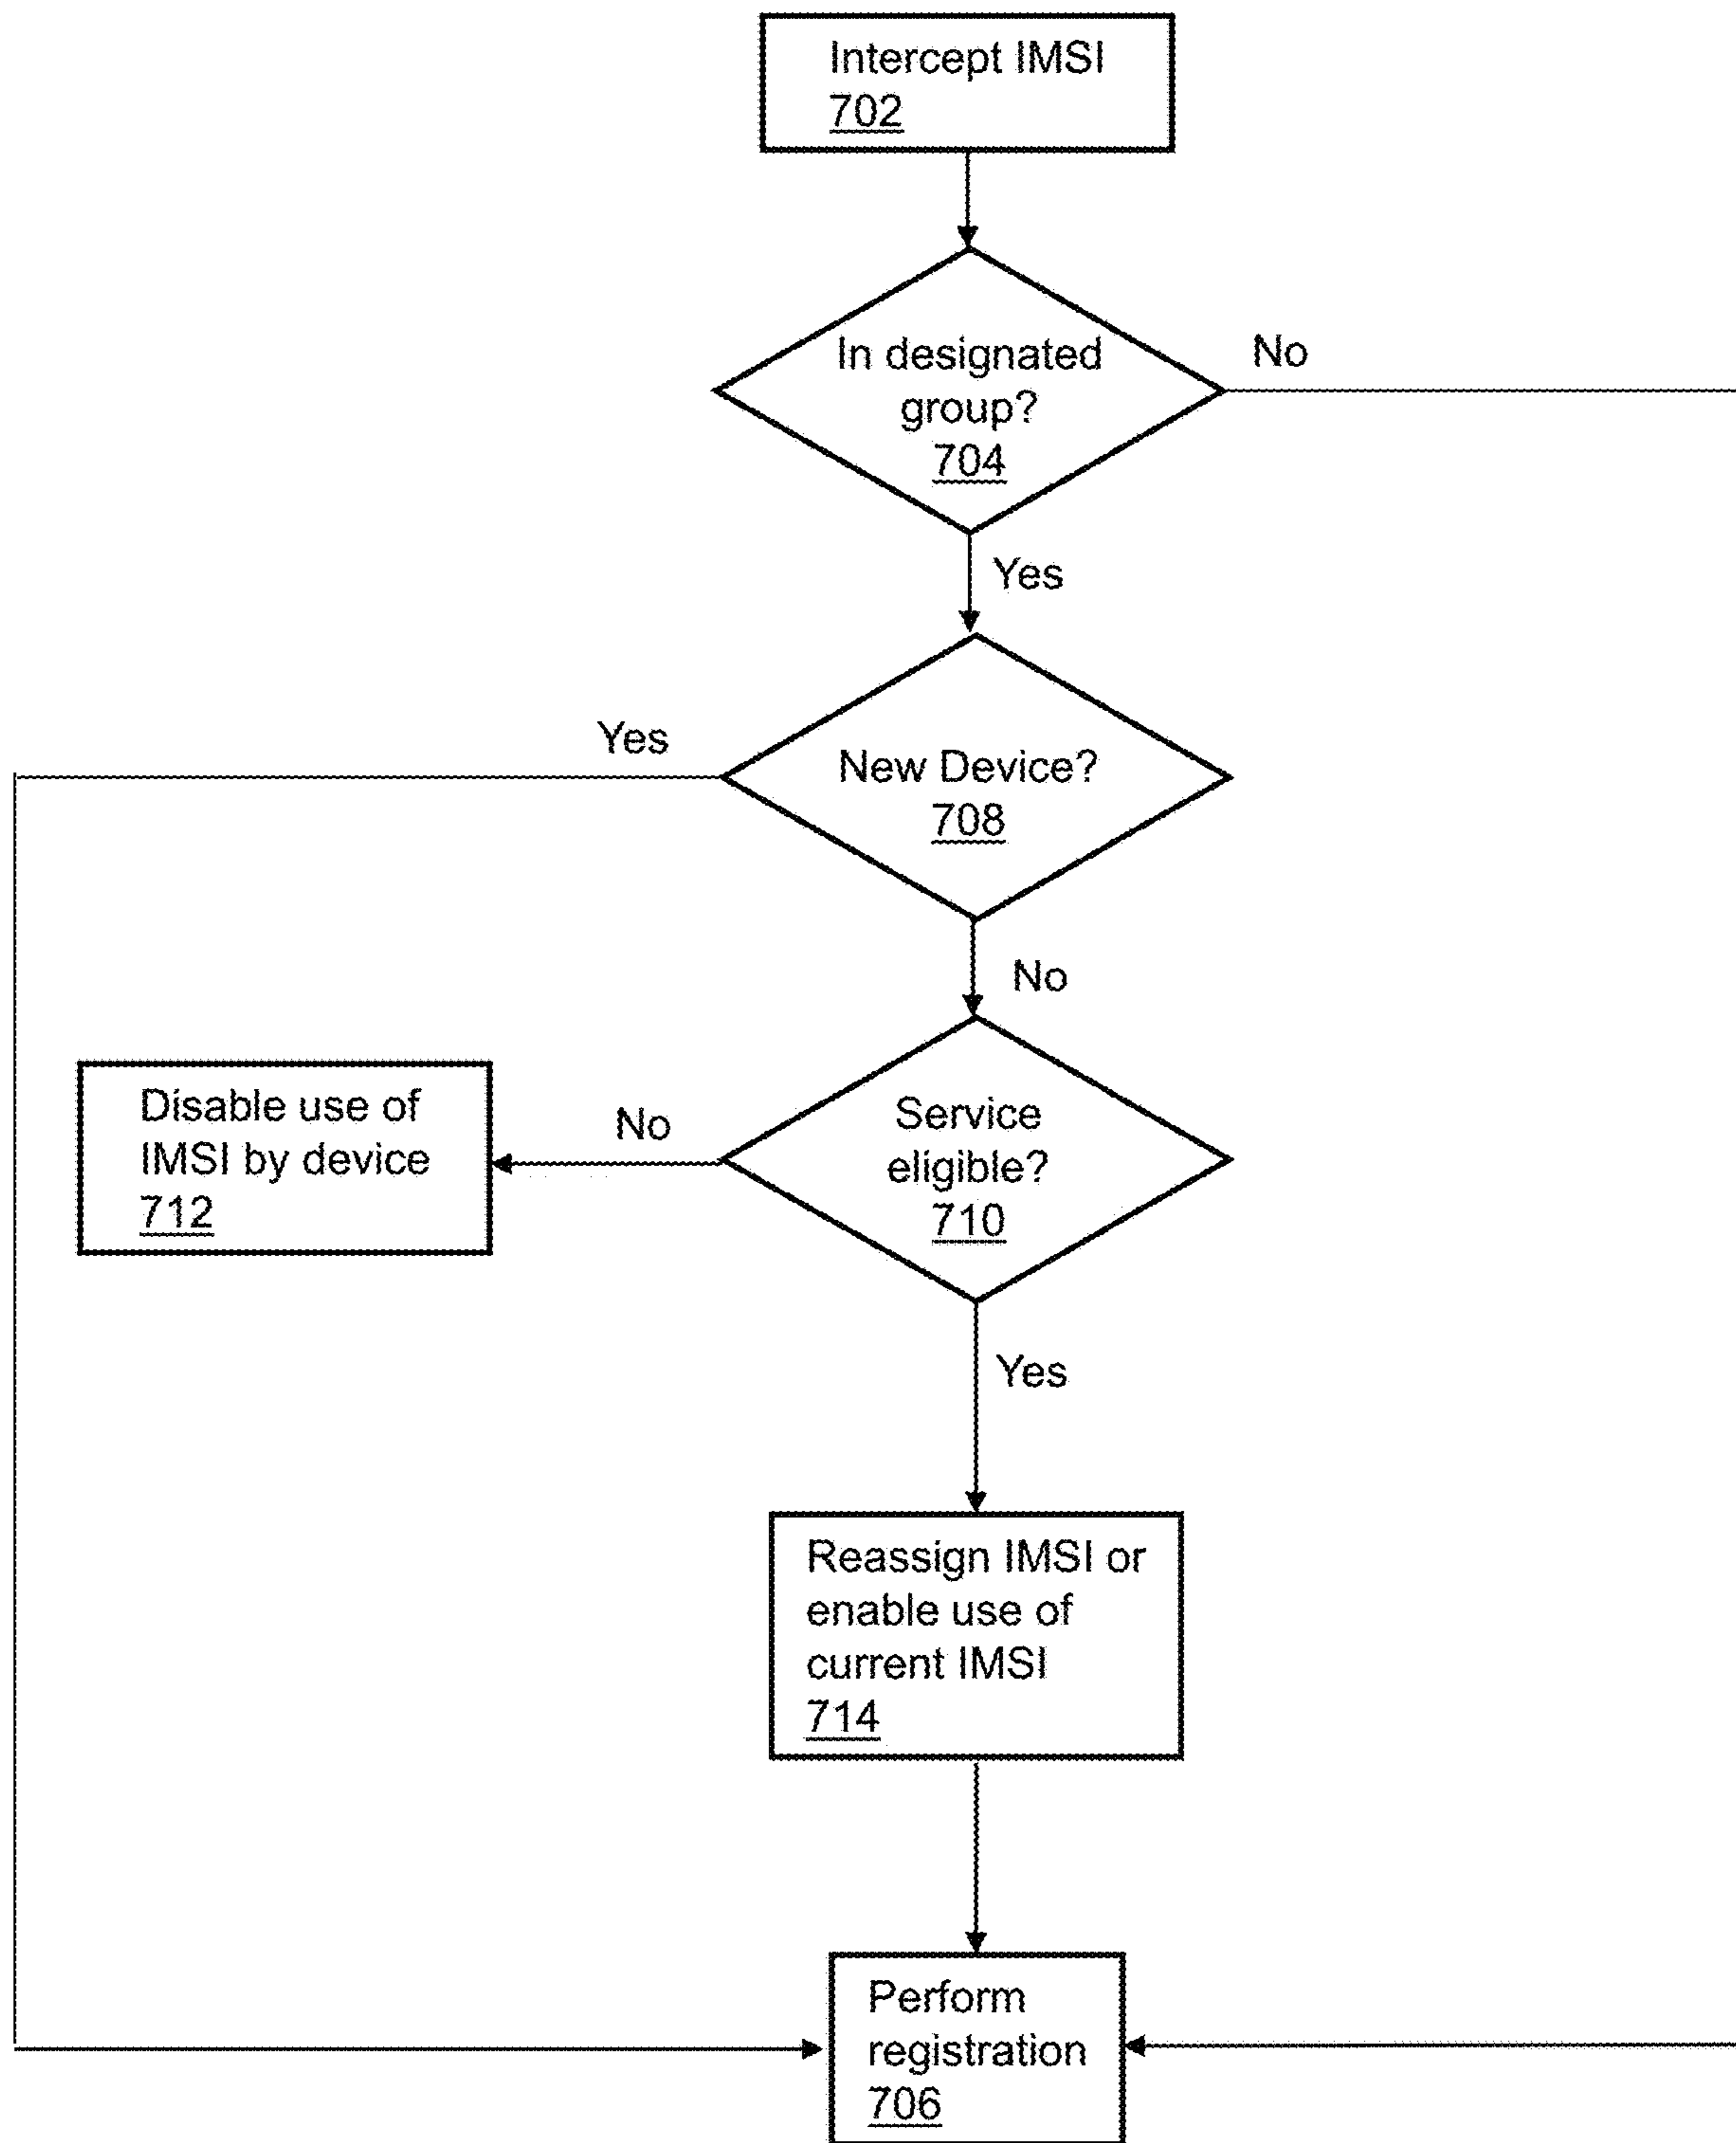 Intercept IMSI
702
In designated
group?
704
No
Yes
Yes
New Device?
708
No
Disable use of
IMSI by device
712
No
Service
eligible?
710
Yes
Reassign IMSI or
enable use of
current IMSI
714
Perform
registration
706